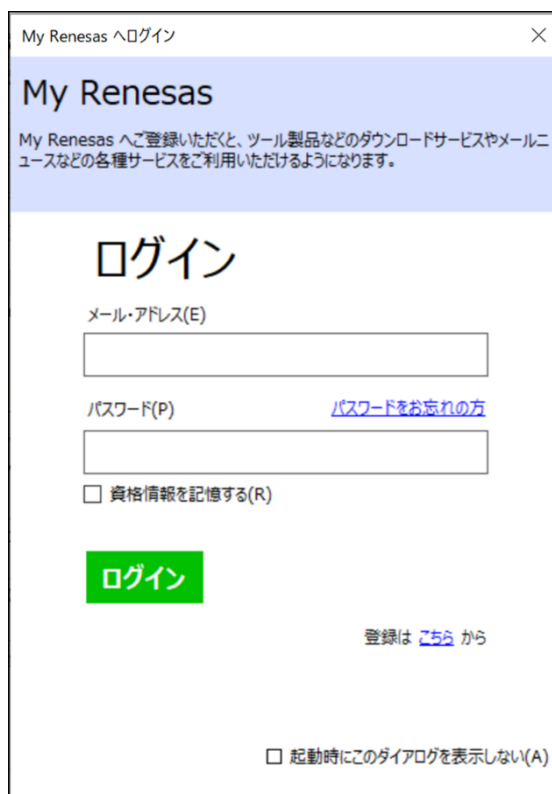 My Renesas へログイン
My Renesas
My Renesas へご登録いただくと、ツール製品などのダウンロードサービスやメールニ
ュースなどの各種サービスをご利用いただけるようになります。
ログイン
メール・アドレス(E)
パスワード(P) パスワードをお忘れの方
資格情報を記憶する(R)
ログイン
登録は こちら から
起動時にこのダイアログを表示しない(A)